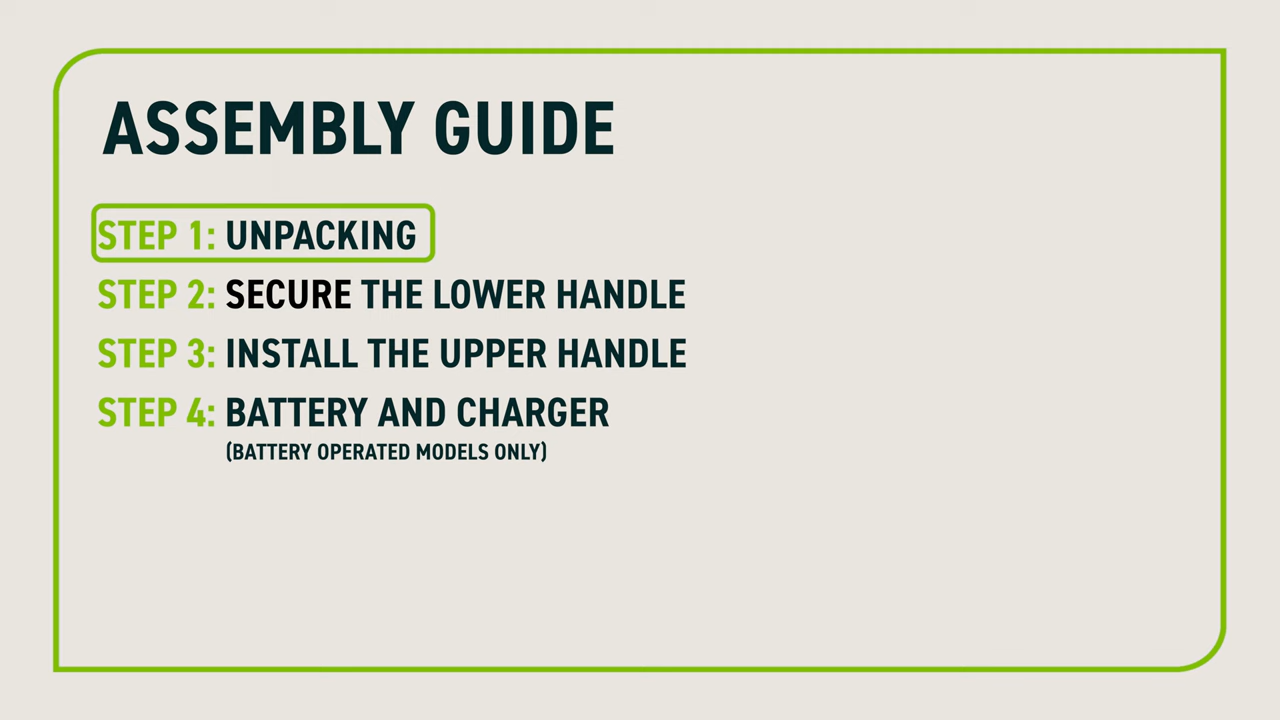 ASSEMBLY GUIDE
STEP 1: UNPACKING
STEP 2: SECURE THE LOWER HANDLE
STEP 3: INSTALL THE UPPER HANDLE
STEP 4: BATTERY AND CHARGER
(BATTERY OPERATED MODELS ONLY)